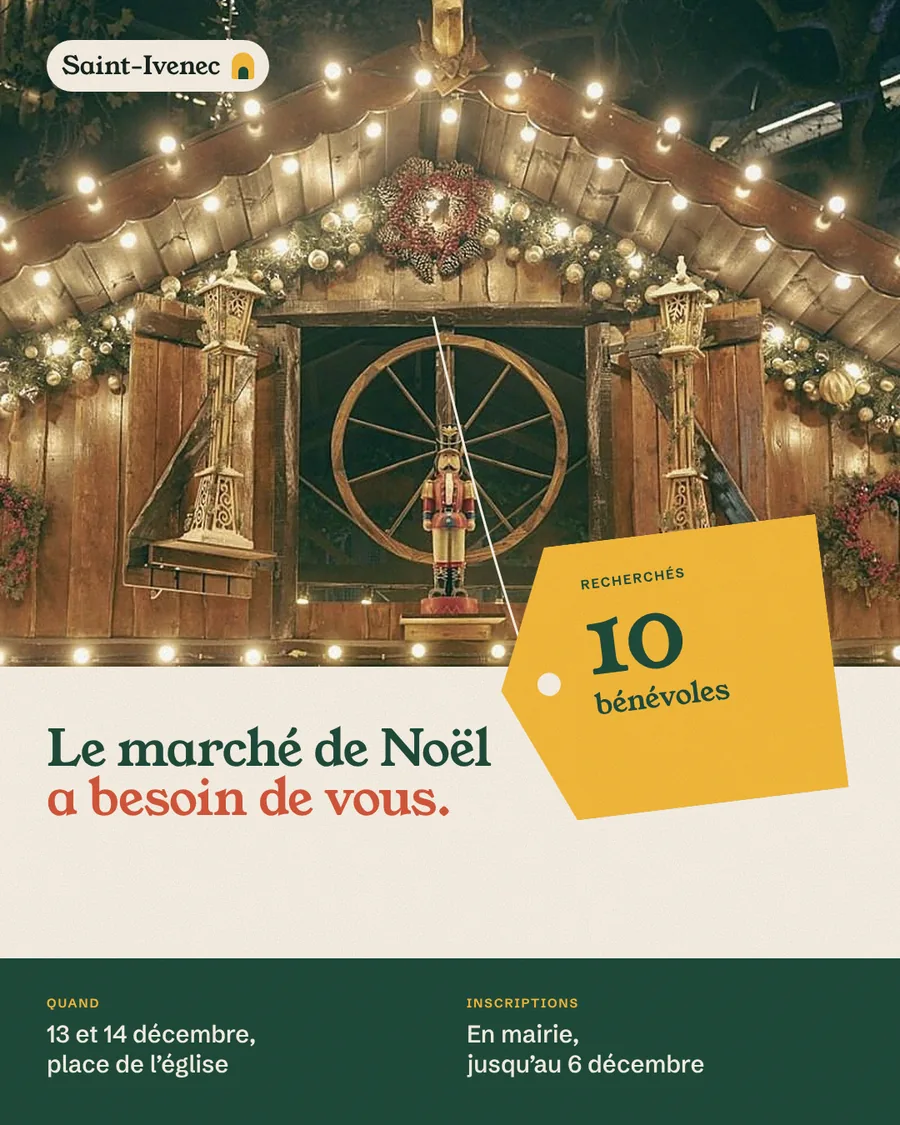 Saint-Ivenec
RECHERCHÉS
10
bénévoles
Le marché de Noël
a besoin de vous.
QUAND
13 et 14 décembre,
place de l’église
INSCRIPTIONS
En mairie,
jusqu’au 6 décembre